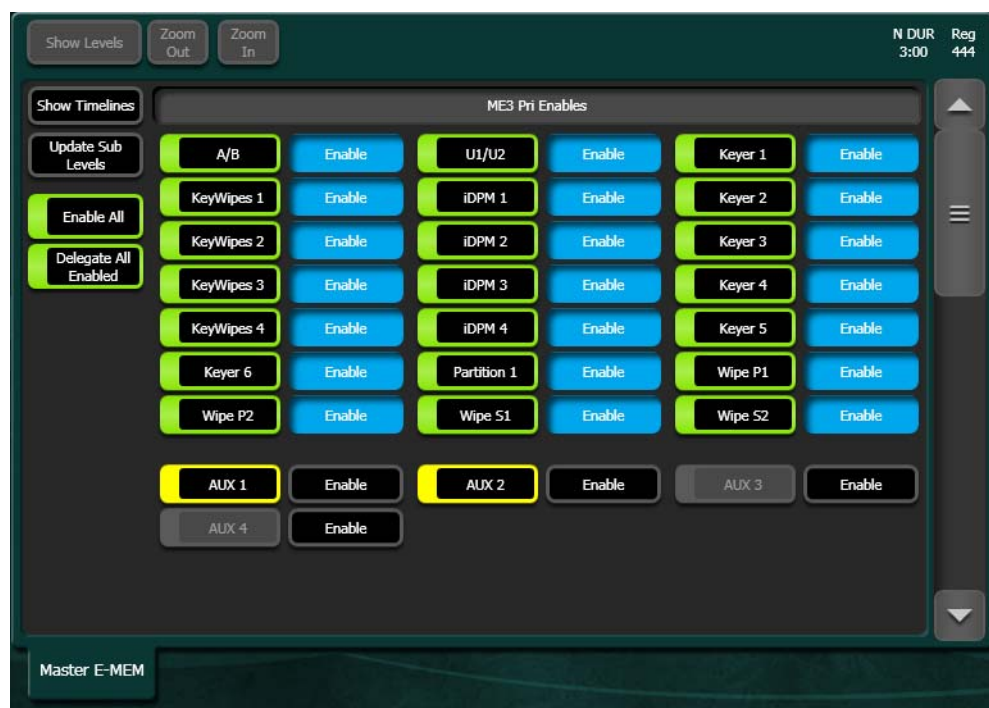 Show Levels
Zoom
Out
Zoom
In
N DUR
3:00
Reg
444
Show Timelines
ME3 Pri Enables
Update Sub
Levels
Enable All
Delegate All
Enabled
A/B Enable U1/U2 Enable Keyer 1 Enable
KeyWipes 1 Enable iDPM 1 Enable Keyer 2 Enable
KeyWipes 2 Enable iDPM 2 Enable Keyer 3 Enable
KeyWipes 3 Enable iDPM 3 Enable Keyer 4 Enable
KeyWipes 4 Enable iDPM 4 Enable Keyer 5 Enable
Keyer 6 Enable Partition 1 Enable Wipe P1 Enable
Wipe P2 Enable Wipe S1 Enable Wipe S2 Enable
AUX 1 Enable AUX 2 Enable AUX 3 Enable
AUX 4 Enable
Master E-MEM